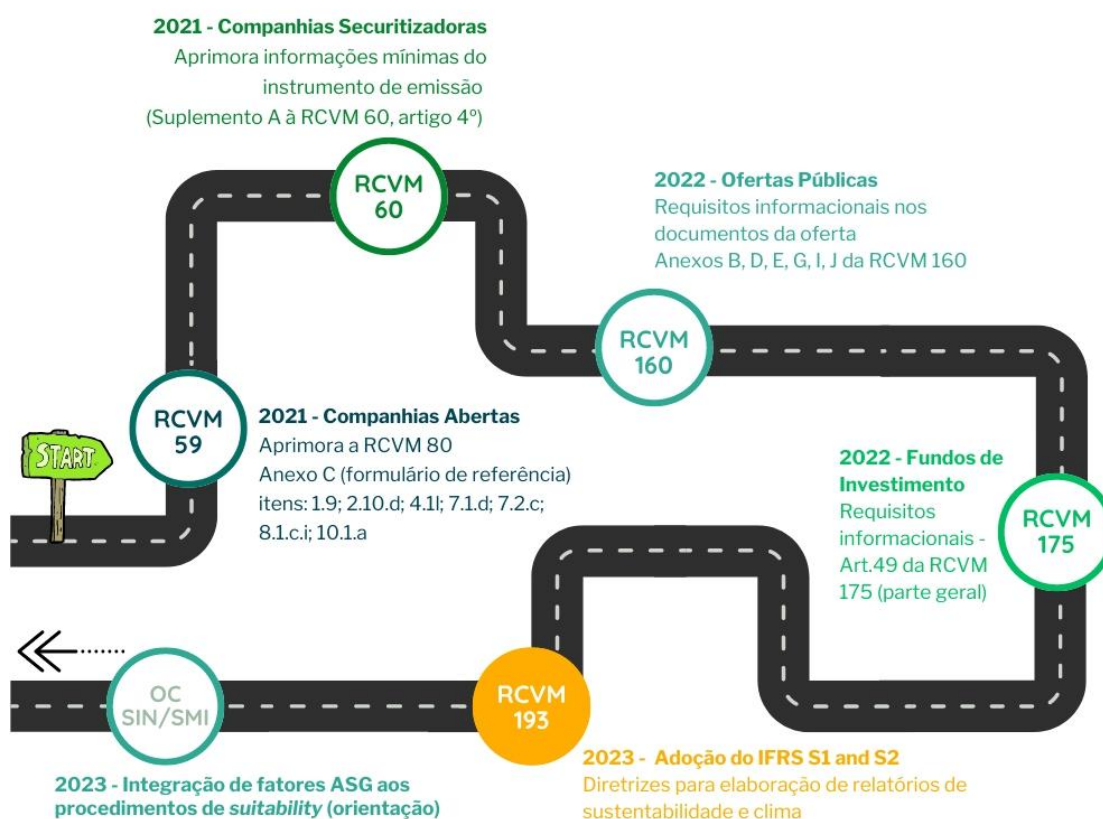 2021 - Companhias Securitizadoras
Aprimora informações mínimas do
instrumento de emissão
(Suplemento A à RCVM 60, artigo 4º)
RCVM
60
2022 - Ofertas Públicas
Requisitos informacionais nos
documentos da oferta
Anexos B, D, E, G, I, J da RCVM 160
RCVM
160
RCVM
59
2021 - Companhias Abertas
Aprimora a RCVM 80
Anexo C (formulário de referência)
itens: 1.9; 2.10.d; 4.1l; 7.1.d; 7.2.c;
8.1.c.i; 10.1.a
START
2022 - Fundos de
Investimento
Requisitos
informacionais -
Art.49 da RCVM
175 (parte geral)
RCVM
175
OC
SIN/SMI
RCVM
193
2023 - Adoção do IFRS S1 and S2
Diretrizes para elaboração de relatórios de
sustentabilidade e clima
2023 - Integração de fatores ASG aos
procedimentos de suitability (orientação)